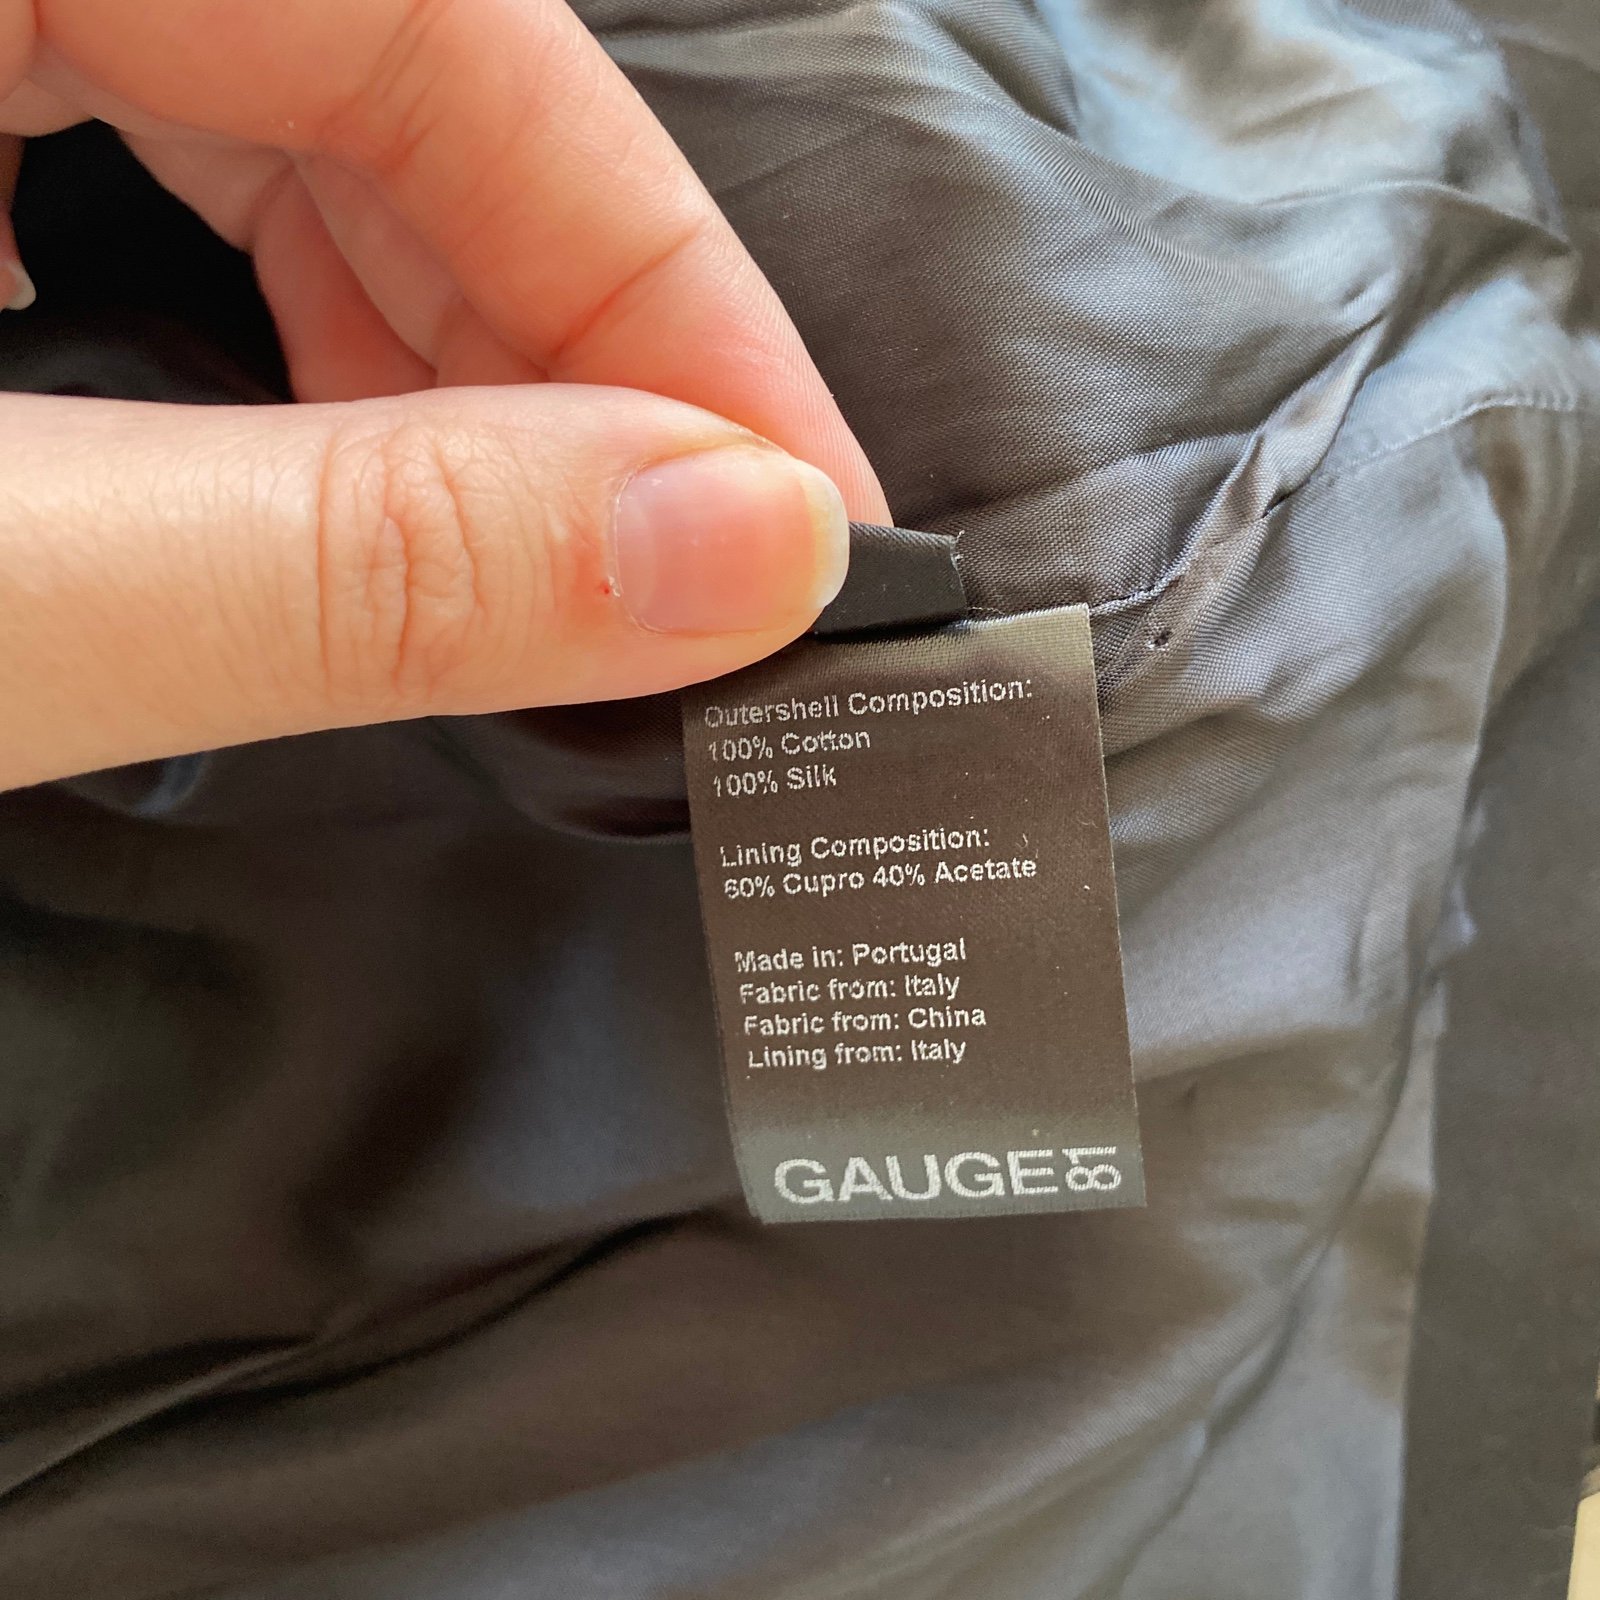 Outershell Composition:
100% Cotton
100% Silk
Lining Composition:
60% Cupro 40% Acetate
Made in: Portugal
Fabric from: Italy
Fabric from: China
Lining from: Italy
GAUGE81